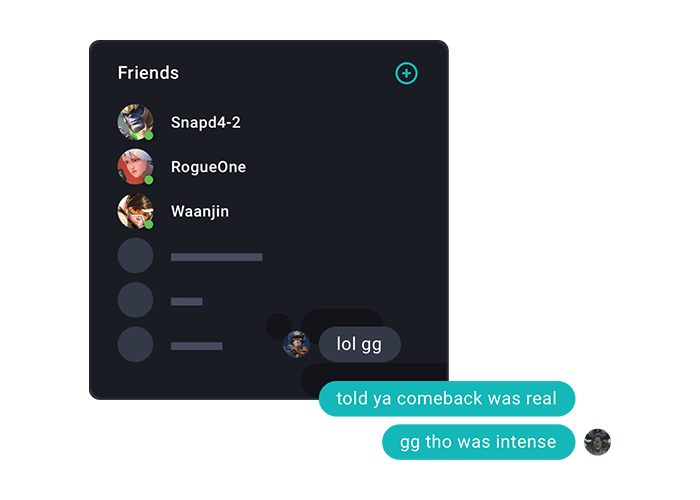 Friends
Snapd4-2
RogueOne
Waanjin
lol gg
told ya comeback was real
gg tho was intense